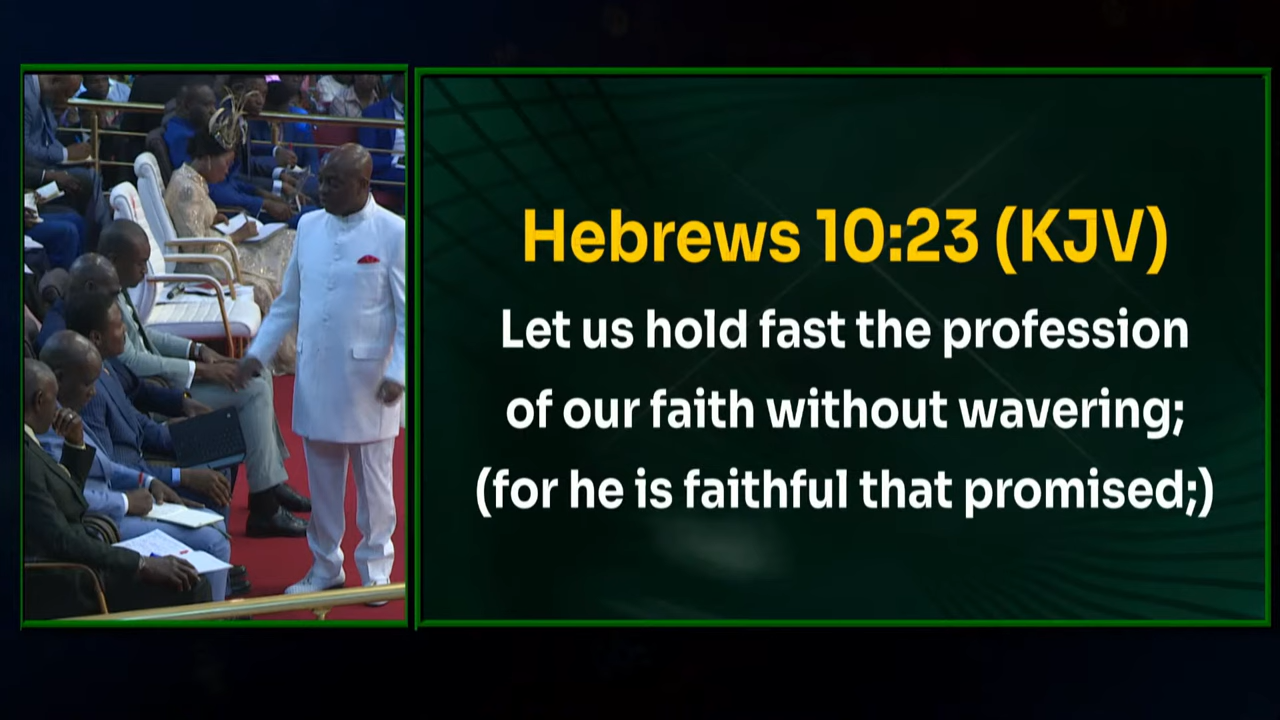 Hebrews 10:23 (KJV)
Let us hold fast the profession
of our faith without wavering;
(for he is faithful that promised;)